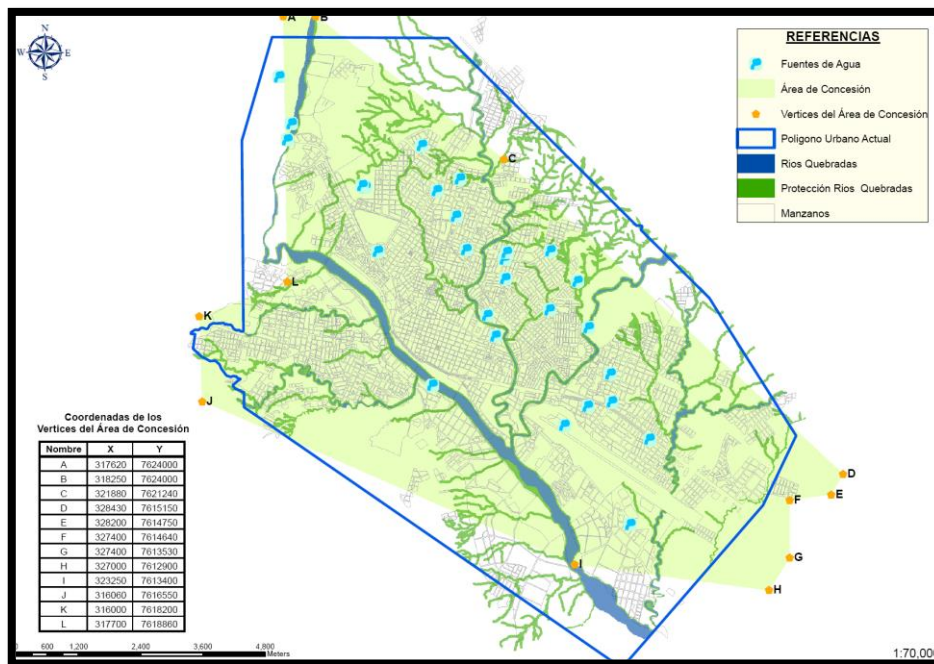 A B
N
W E
S
REFERENCIAS
Fuentes de Agua
Área de Concesión
Vertices del Área de Concesión
Poligono Urbano Actual
Rios Quebradas
Protección Rios Quebradas
Manzanos
C
L
K
J
D
E
F
G
H
I
Coordenadas de los
Vertices del Área de Concesión
Nombre X Y
A 317620 7624000
B 318250 7624000
C 321880 7621240
D 328430 7615150
E 328200 7614750
F 327400 7614640
G 327400 7613530
H 327000 7612900
I 323250 7613400
J 316060 7616550
K 316000 7618200
L 317700 7618860
0 600 1,200 2,400 3,600 4,800
Meters
1:70,000